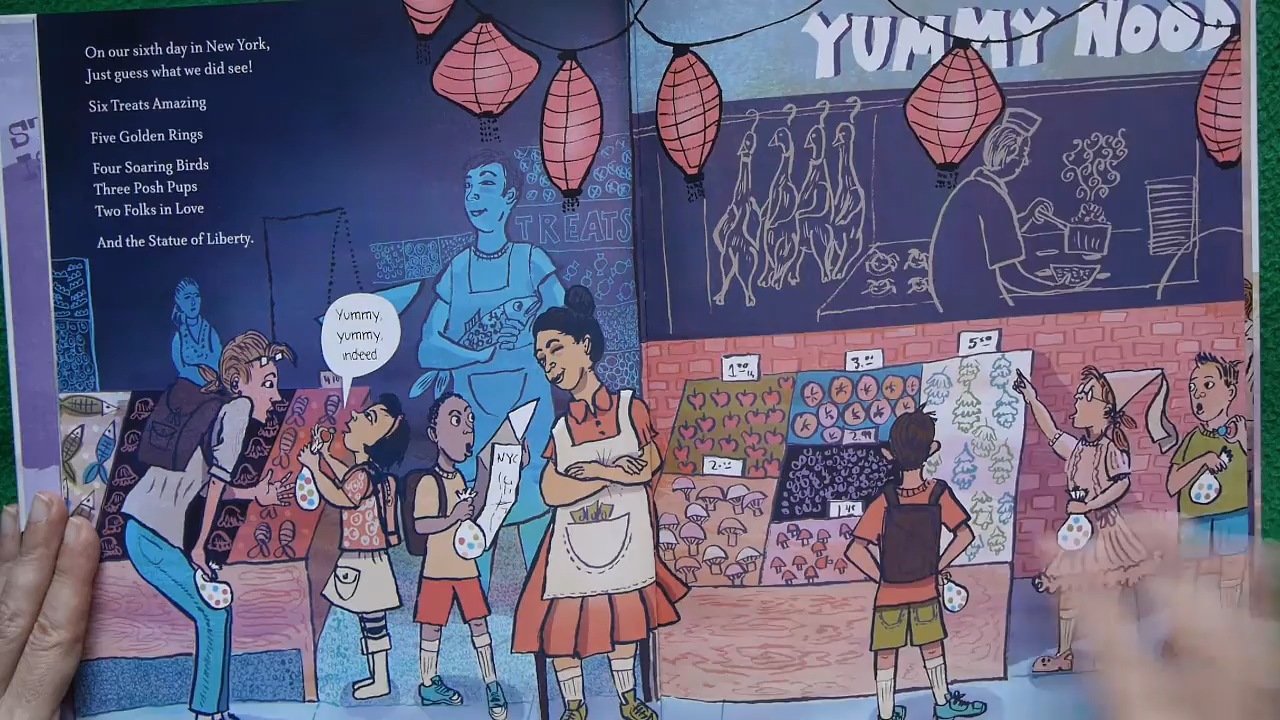 On our sixth day in New York,
Just guess what we did see!
Six Treats Amazing
Five Golden Rings
Four Soaring Birds
Three Posh Pups
Two Folks in Love
And the Statue of Liberty.
YUMMY NOOD
TREATS
Yummy,
yummy,
indeed
NYC
2.99